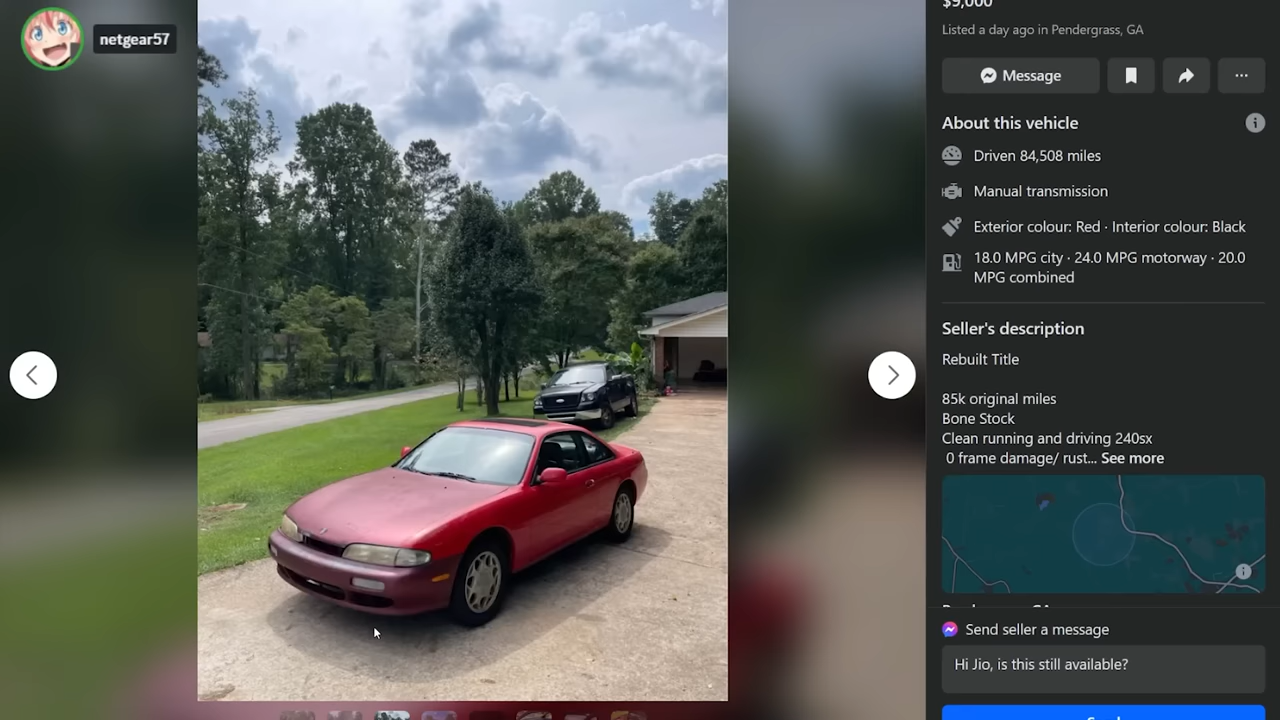 netgear57
$9,000
Listed a day ago in Pendergrass, GA
Message
About this vehicle
Driven 84,508 miles
Manual transmission
Exterior colour: Red · Interior colour: Black
18.0 MPG city · 24.0 MPG motorway · 20.0
MPG combined
Seller's description
Rebuilt Title
85k original miles
Bone Stock
Clean running and driving 240sx
0 frame damage/ rust... See more
Send seller a message
Hi Jio, is this still available?